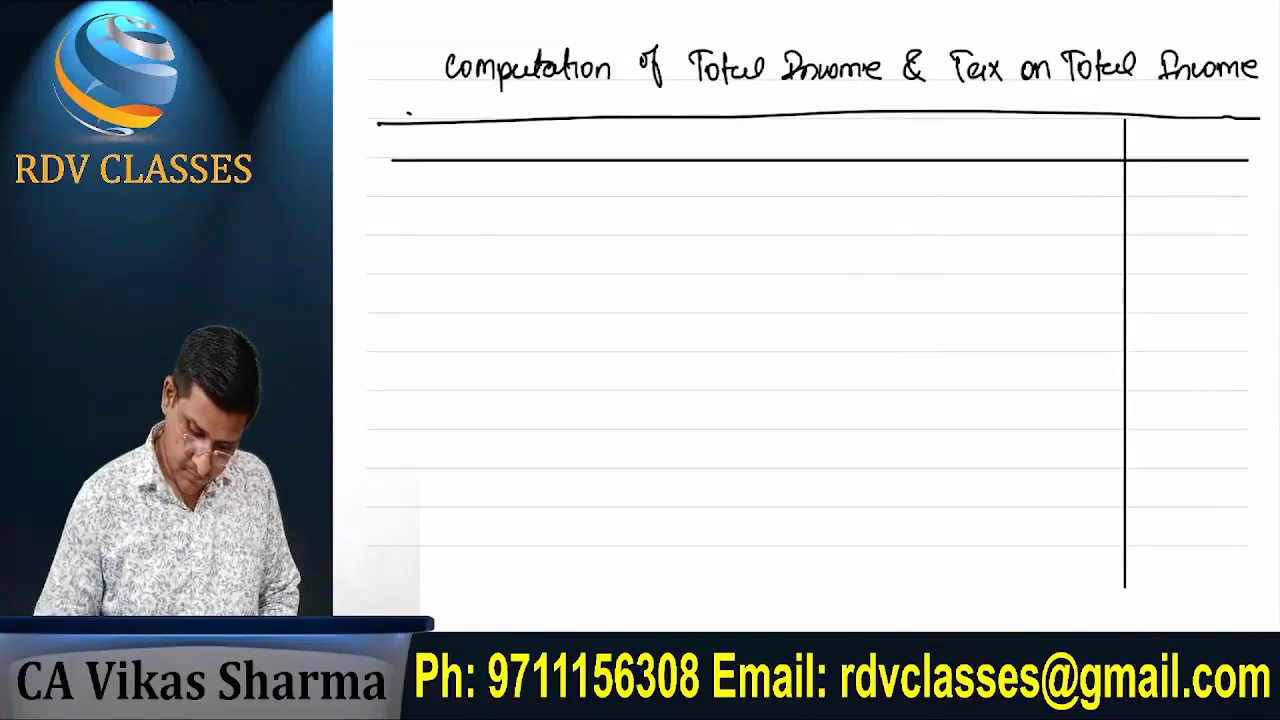 computation of Total Income & Tax on Total Income
RDV CLASSES
CA Vikas Sharma
Ph: 9711156308 Email: rdvclasses@gmail.com